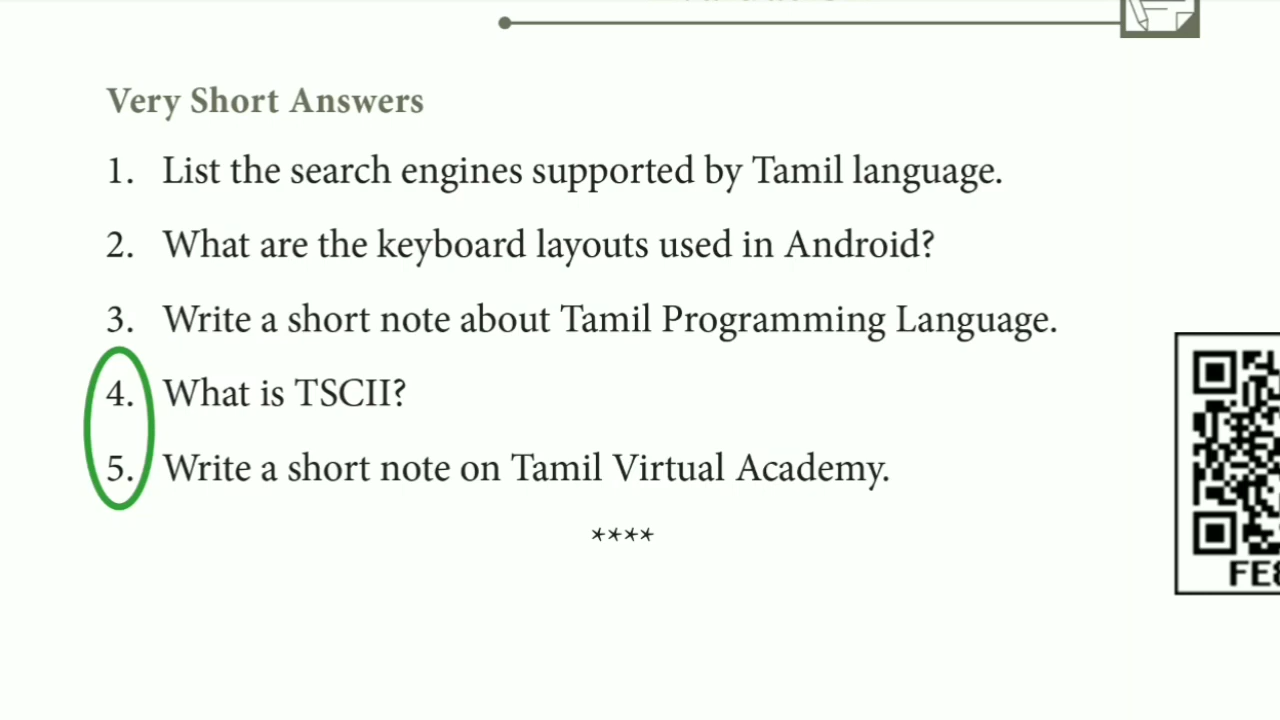 Very Short Answers
1. List the search engines supported by Tamil language.
2. What are the keyboard layouts used in Android?
3. Write a short note about Tamil Programming Language.
4. What is TSCII?
5. Write a short note on Tamil Virtual Academy.
****